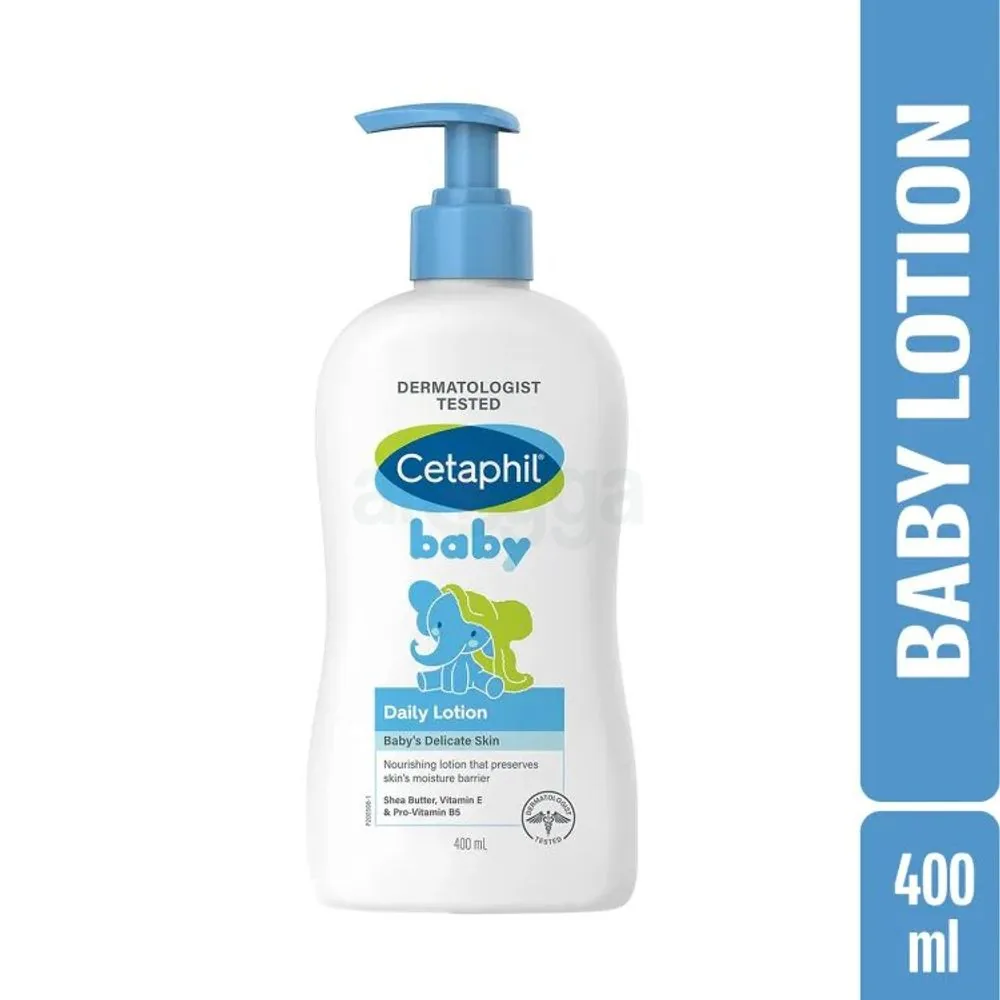 DERMATOLOGIST
TESTED
Cetaphil®
baby
Daily Lotion
Baby's Delicate Skin
Nourishing lotion that preserves
skin's moisture barrier
Shea Butter, Vitamin E
& Pro-Vitamin B5
DERMATOLOGIST
TESTED
400 mL
BABY LOTION
400
ml